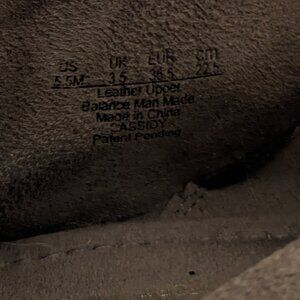 US UK EUR cm
5.5M 3.5 36.5 22.5
Leather Upper
Balance Man Made
Made in China
CASSIDY
Patent Pending